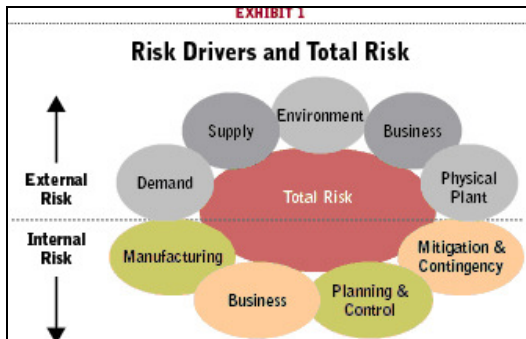 EXHIBIT 1
Risk Drivers and Total Risk
Environment
Supply
Business
Demand
Physical
Plant
External
Risk
Total Risk
Internal
Risk
Manufacturing
Mitigation &
Contingency
Business
Planning &
Control